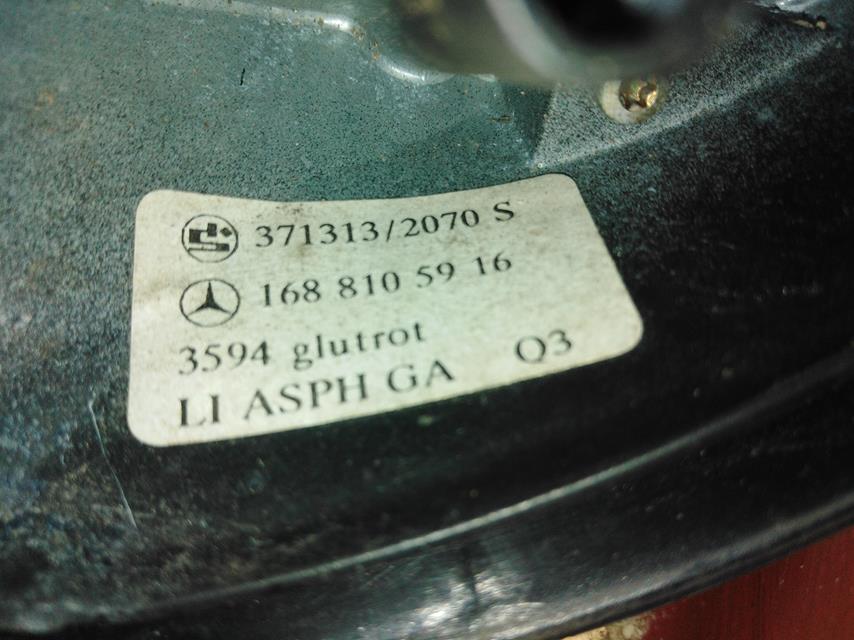 371313/2070 S
168 810 59 16
3594 glutrot
LI ASPH GA Q3